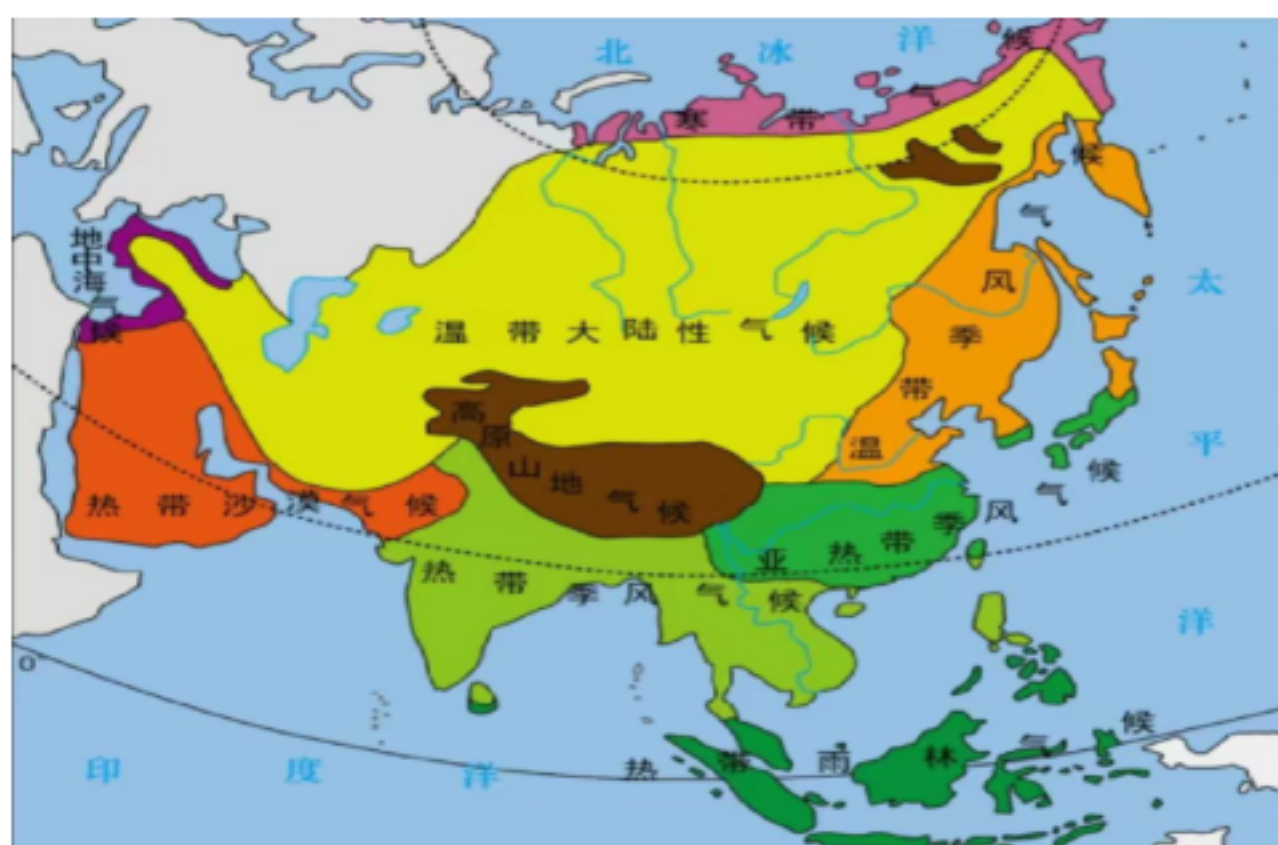 北冰洋
寒带气候
地中海气候
温带大陆性气候
温带季风气候
太平洋
高原山地气候
热带沙漠气候
亚热带季风气候
热带季风气候
0°
热带雨林气候
印度洋